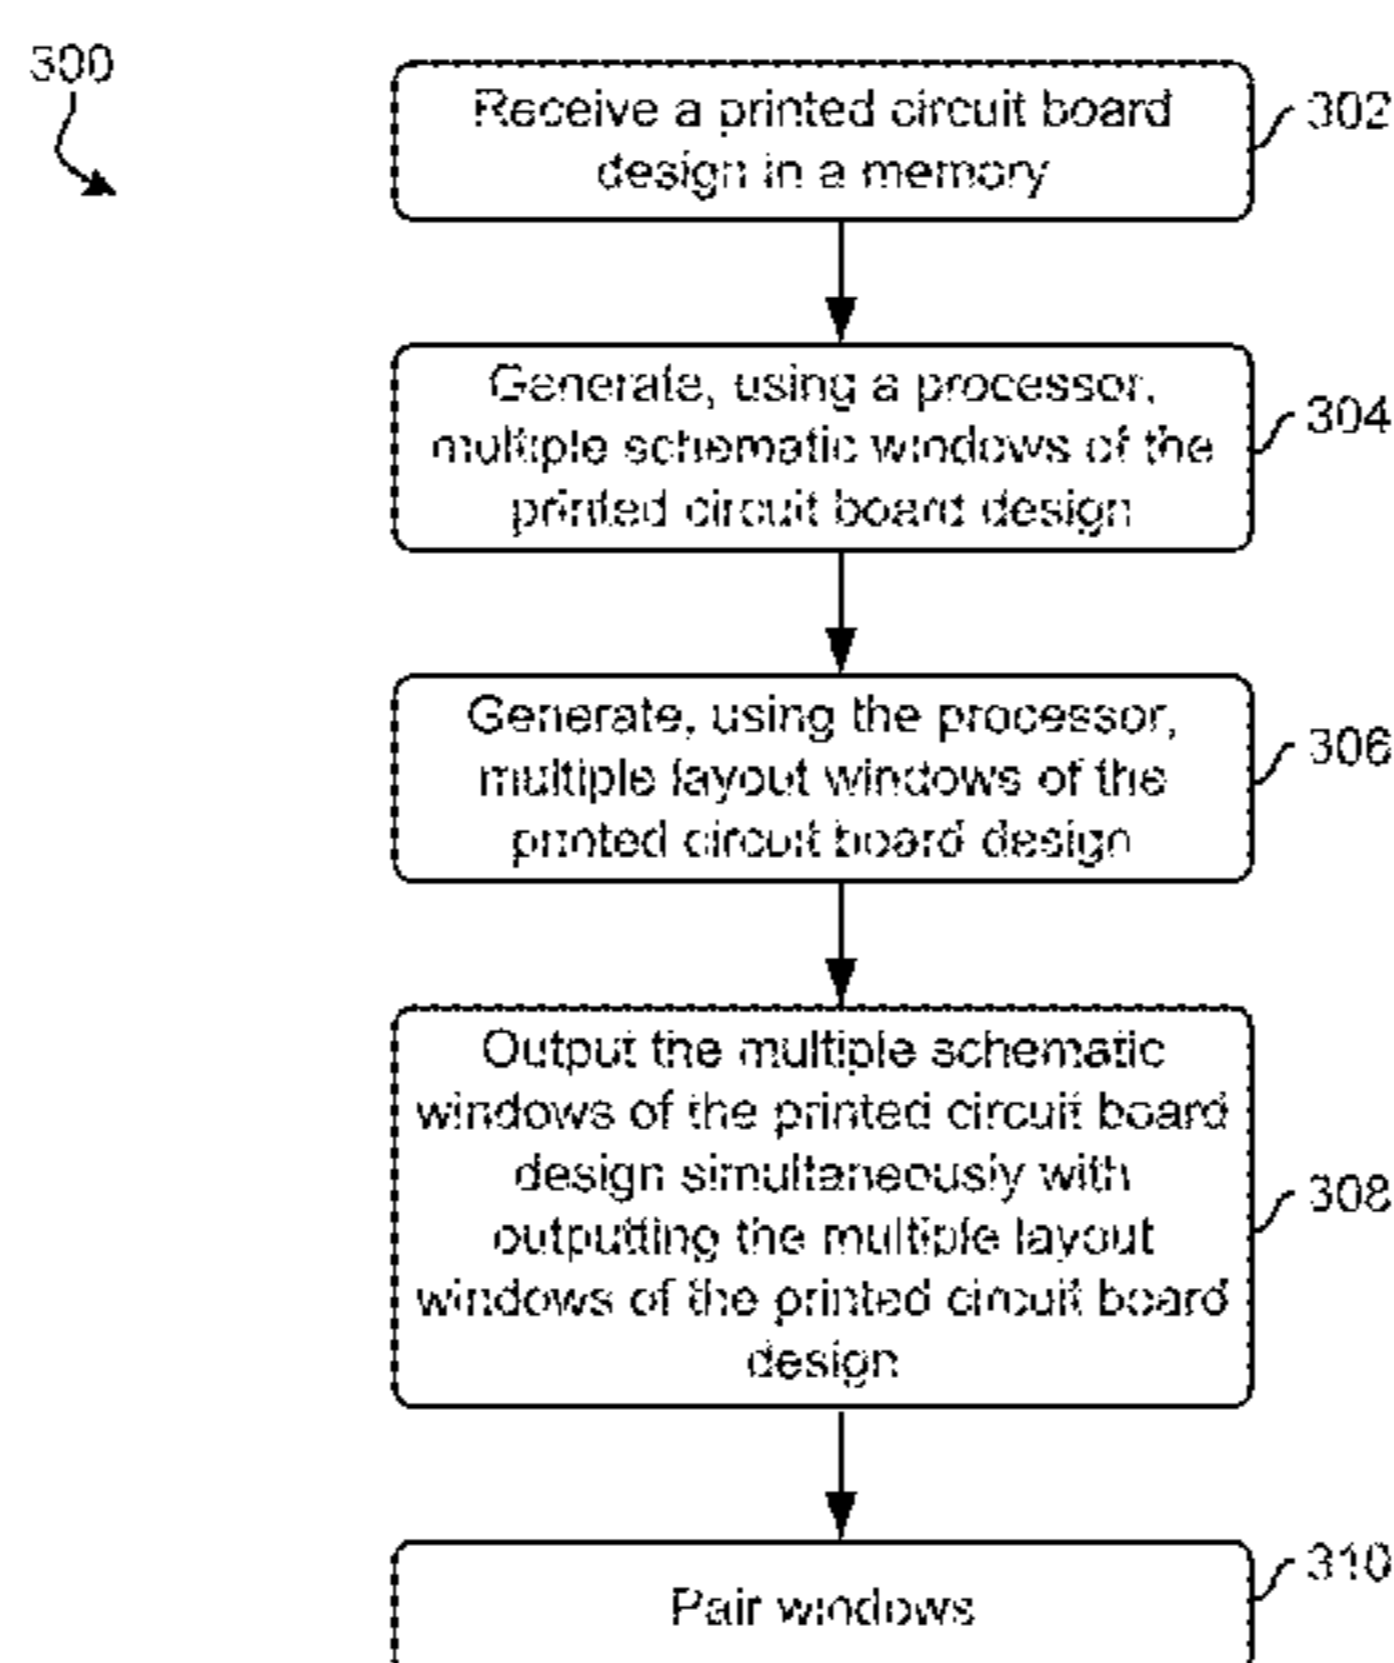 300
Receive a printed circuit board
design in a memory
302
Generate, using a processor,
multiple schematic windows of the
printed circuit board design
304
Generate, using the processor,
multiple layout windows of the
printed circuit board design
306
Output the multiple schematic
windows of the printed circuit board
design simultaneously with
outputting the multiple layout
windows of the printed circuit board
design
308
Pair windows
310